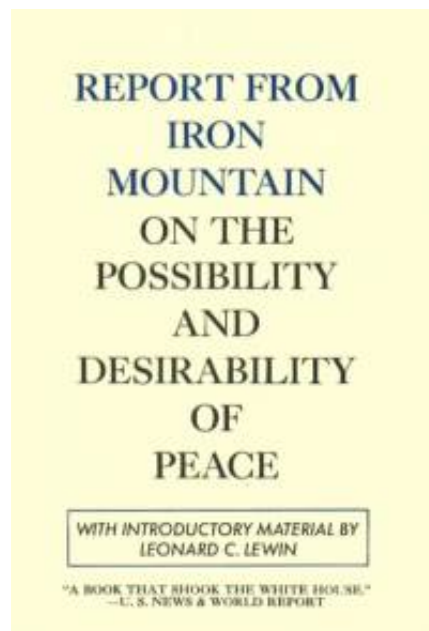 REPORT FROM
IRON
MOUNTAIN
ON THE
POSSIBILITY
AND
DESIRABILITY
OF
PEACE
WITH INTRODUCTORY MATERIAL BY
LEONARD C. LEWIN
"A BOOK THAT SHOOK THE WHITE HOUSE."
—U. S. NEWS & WORLD REPORT